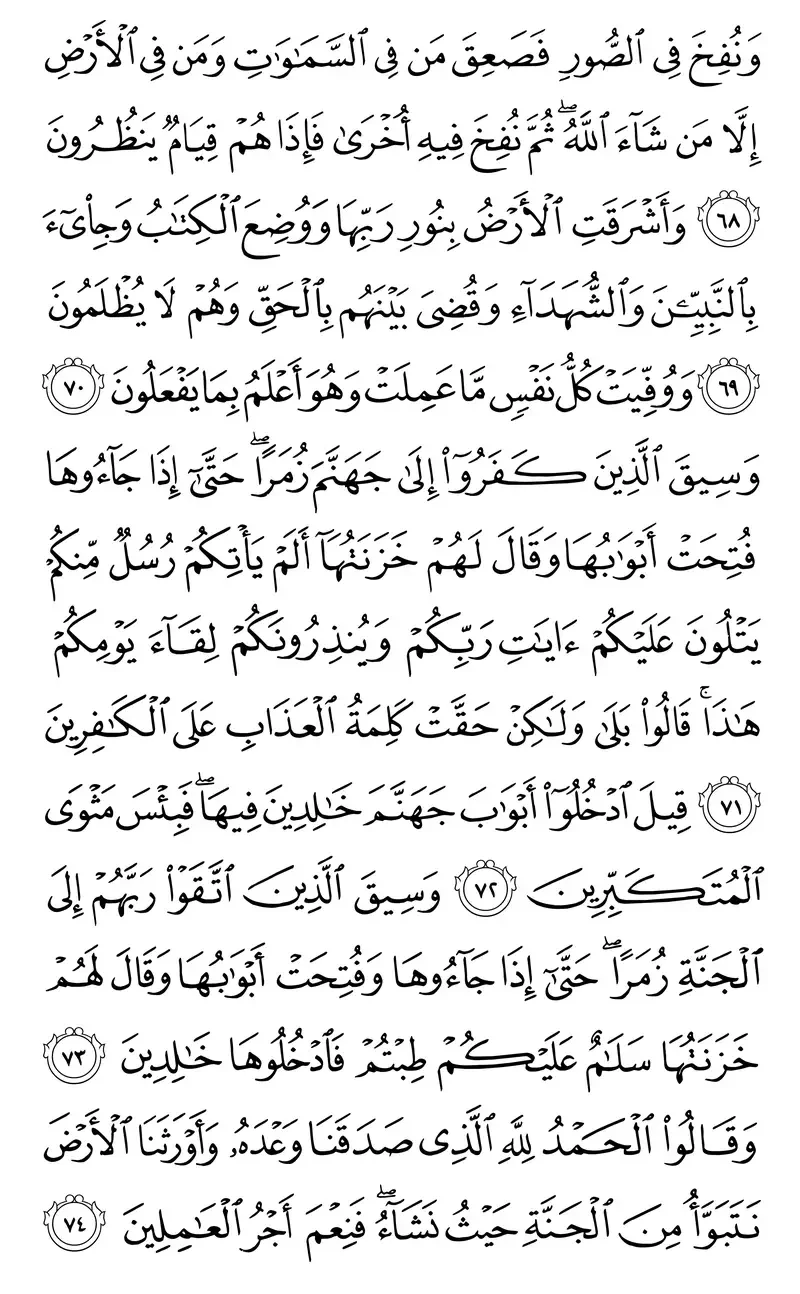 وَنُفِخَ فِى ٱلصُّورِ فَصَعِقَ مَن فِى ٱلسَّمَـٰوَٰتِ وَمَن فِى ٱلْأَرْضِ
إِلَّا مَن شَآءَ ٱللَّهُ ۖ ثُمَّ نُفِخَ فِيهِ أُخْرَىٰ فَإِذَا هُمْ قِيَامٌ يَنظُرُونَ
٦٨ وَأَشْرَقَتِ ٱلْأَرْضُ بِنُورِ رَبِّهَا وَوُضِعَ ٱلْكِتَـٰبُ وَجِا۟ىٓءَ
بِٱلنَّبِيِّـۧنَ وَٱلشُّهَدَآءِ وَقُضِىَ بَيْنَهُم بِٱلْحَقِّ وَهُمْ لَا يُظْلَمُونَ
٦٩ وَوُفِّيَتْ كُلُّ نَفْسٍ مَّا عَمِلَتْ وَهُوَ أَعْلَمُ بِمَا يَفْعَلُونَ ٧٠
وَسِيقَ ٱلَّذِينَ كَفَرُوٓا۟ إِلَىٰ جَهَنَّمَ زُمَرًا ۖ حَتَّىٰٓ إِذَا جَآءُوهَا
فُتِحَتْ أَبْوَٰبُهَا وَقَالَ لَهُمْ خَزَنَتُهَآ أَلَمْ يَأْتِكُمْ رُسُلٌ مِّنكُمْ
يَتْلُونَ عَلَيْكُمْ ءَايَـٰتِ رَبِّكُمْ وَيُنذِرُونَكُمْ لِقَآءَ يَوْمِكُمْ
هَـٰذَا ۚ قَالُوا۟ بَلَىٰ وَلَـٰكِنْ حَقَّتْ كَلِمَةُ ٱلْعَذَابِ عَلَى ٱلْكَـٰفِرِينَ
٧١ قِيلَ ٱدْخُلُوٓا۟ أَبْوَٰبَ جَهَنَّمَ خَـٰلِدِينَ فِيهَا ۖ فَبِئْسَ مَثْوَى
ٱلْمُتَكَبِّرِينَ ٧٢ وَسِيقَ ٱلَّذِينَ ٱتَّقَوْا۟ رَبَّهُمْ إِلَى
ٱلْجَنَّةِ زُمَرًا ۖ حَتَّىٰٓ إِذَا جَآءُوهَا وَفُتِحَتْ أَبْوَٰبُهَا وَقَالَ لَهُمْ
خَزَنَتُهَا سَلَـٰمٌ عَلَيْكُمْ طِبْتُمْ فَٱدْخُلُوهَا خَـٰلِدِينَ ٧٣
وَقَالُوا۟ ٱلْحَمْدُ لِلَّهِ ٱلَّذِى صَدَقَنَا وَعْدَهُۥ وَأَوْرَثَنَا ٱلْأَرْضَ
نَتَبَوَّأُ مِنَ ٱلْجَنَّةِ حَيْثُ نَشَآءُ ۖ فَنِعْمَ أَجْرُ ٱلْعَـٰمِلِينَ ٧٤